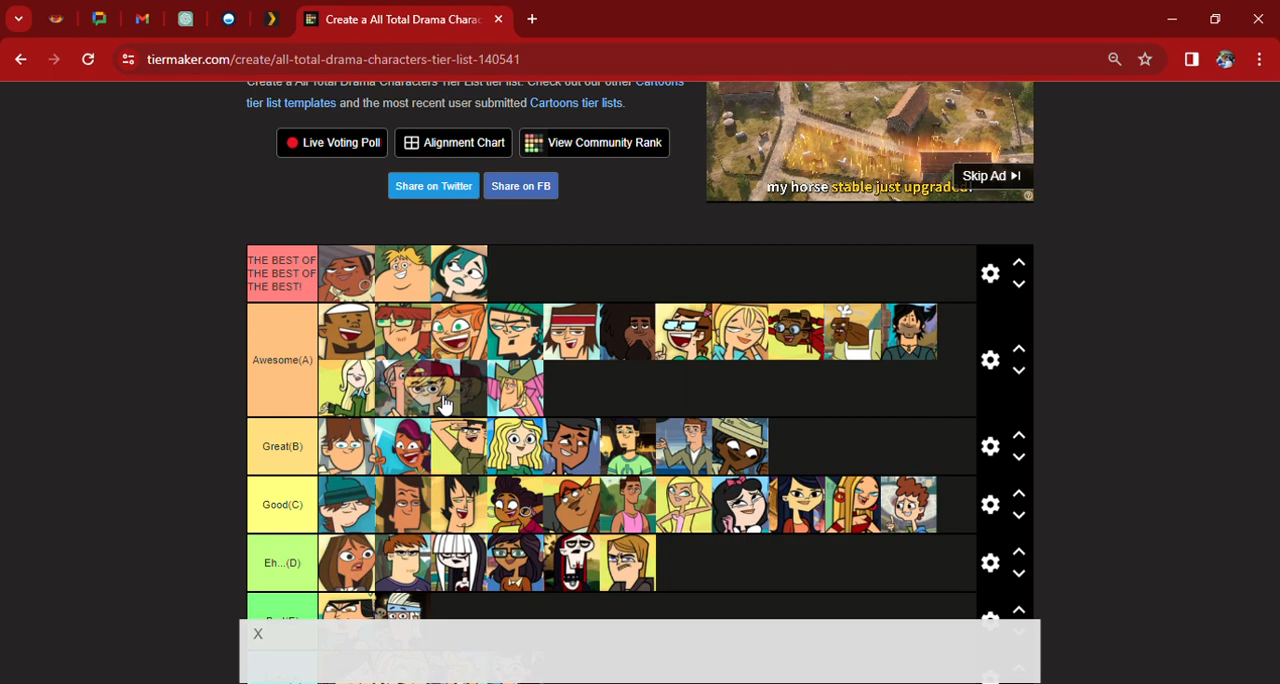 Create a All Total Drama Charac
tiermaker.com/create/all-total-drama-characters-tier-list-140541
Create a All Total Drama Characters Tier List tier list. Check out our other Cartoons
tier list templates and the most recent user submitted Cartoons tier lists.
Live Voting Poll
Alignment Chart
View Community Rank
Share on Twitter
Share on FB
Skip Ad
my horse stable just upgraded!
THE BEST OF
THE BEST OF
THE BEST!
Awesome(A)
Great(B)
Good(C)
Eh...(D)
X